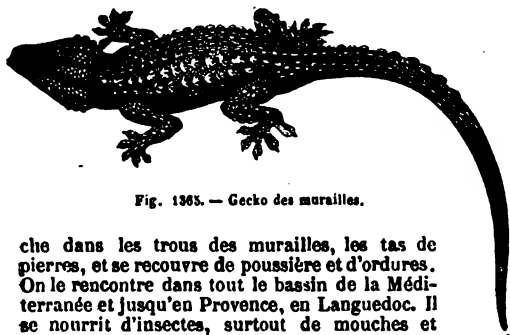 Fig. 1365. — Gecko des murailles.
che dans les trous des murailles, les tas de
pierres, et se recouvre de poussière et d'ordures.
On le rencontre dans tout le bassin de la Médi-
terranée et jusqu'en Provence, en Languedoc. Il
se nourrit d'insectes, surtout de mouches et